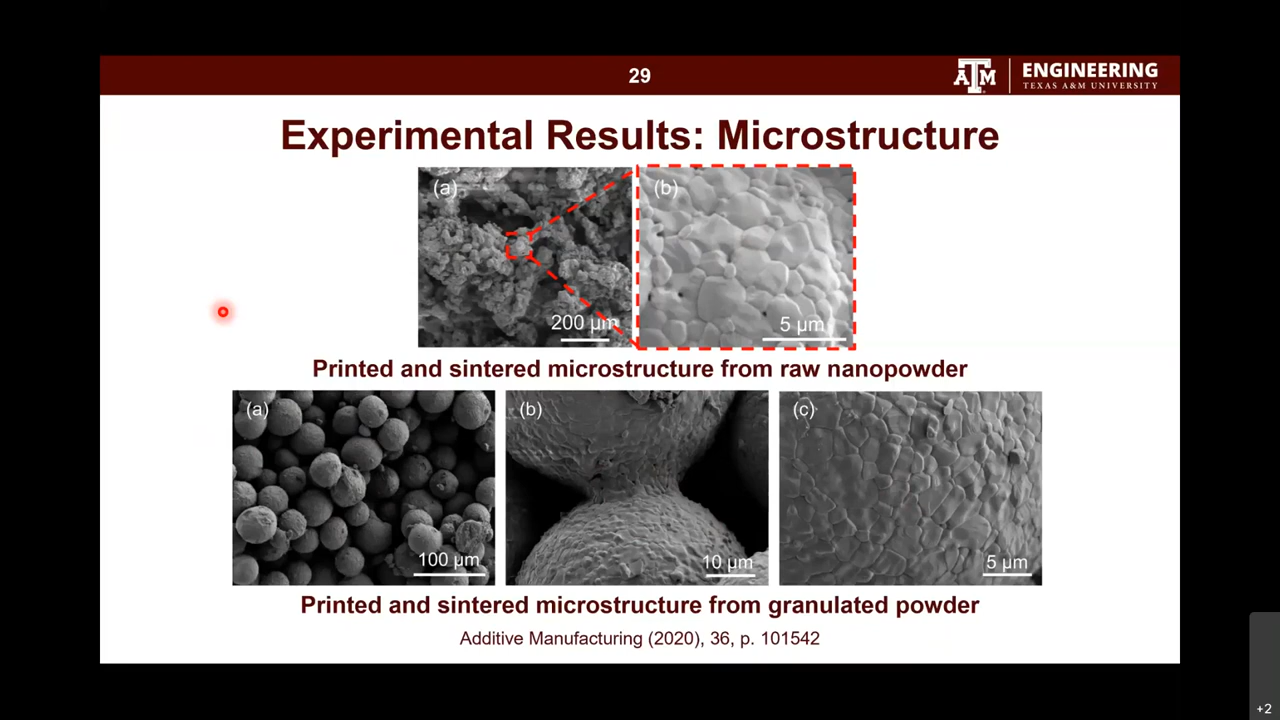 29
ATM
ENGINEERING
TEXAS A&M UNIVERSITY
Experimental Results: Microstructure
(a)
(b)
200 µm
5 µm
Printed and sintered microstructure from raw nanopowder
(a)
(b)
(c)
100 µm
10 µm
5 µm
Printed and sintered microstructure from granulated powder
Additive Manufacturing (2020), 36, p. 101542
+2